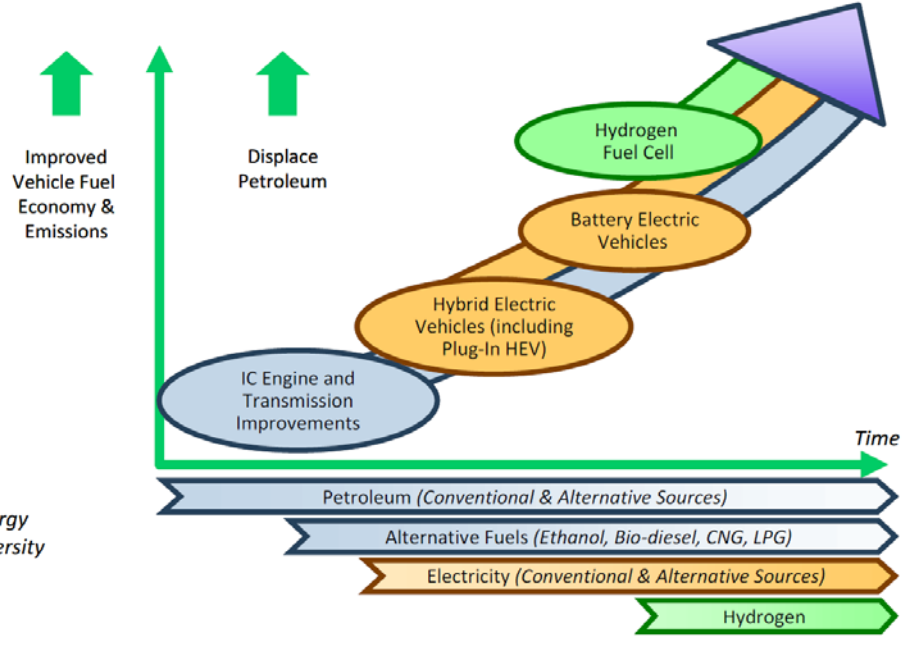 Improved
Vehicle Fuel
Economy &
Emissions
Displace
Petroleum
Hydrogen
Fuel Cell
Battery Electric
Vehicles
Hybrid Electric
Vehicles (including
Plug-In HEV)
IC Engine and
Transmission
Improvements
Time
Petroleum (Conventional & Alternative Sources)
Alternative Fuels (Ethanol, Bio-diesel, CNG, LPG)
Electricity (Conventional & Alternative Sources)
Hydrogen
rgy
ersity